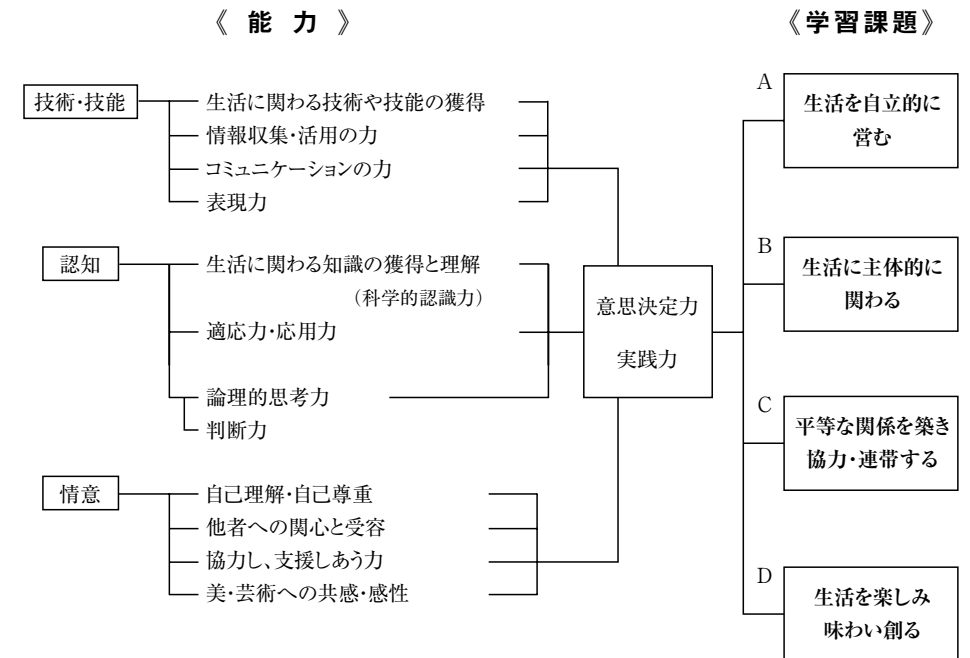 《 能 力 》
《学習課題》
技術・技能
生活に関わる技術や技能の獲得
情報収集・活用の力
コミュニケーションの力
表現力
認知
生活に関わる知識の獲得と理解
（科学的認識力）
適応力・応用力
論理的思考力
判断力
情意
自己理解・自己尊重
他者への関心と受容
協力し、支援しあう力
美・芸術への共感・感性
意思決定力
実践力
A
生活を自立的に
営む
B
生活に主体的に
関わる
C
平等な関係を築き
協力・連帯する
D
生活を楽しみ
味わい創る